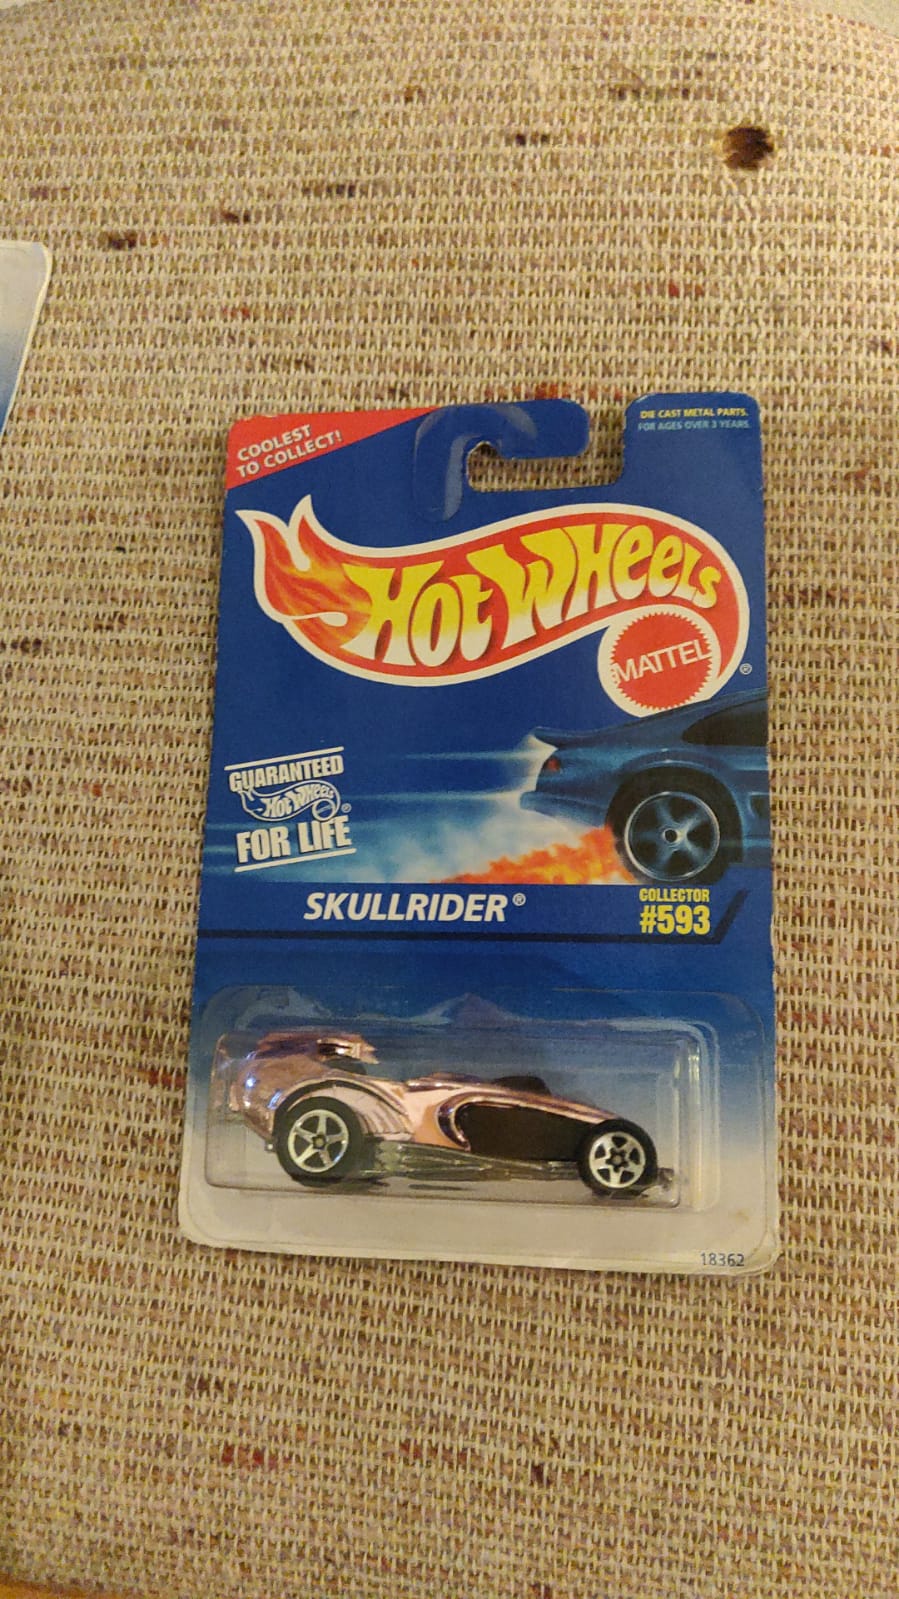 COOLEST
TO COLLECT!
DIE CAST METAL PARTS.
FOR AGES OVER 3 YEARS.
HOT WHEELS
MATTEL
®
GUARANTEED
HOT WHEELS ®
FOR LIFE
SKULLRIDER®
COLLECTOR
#593
18362